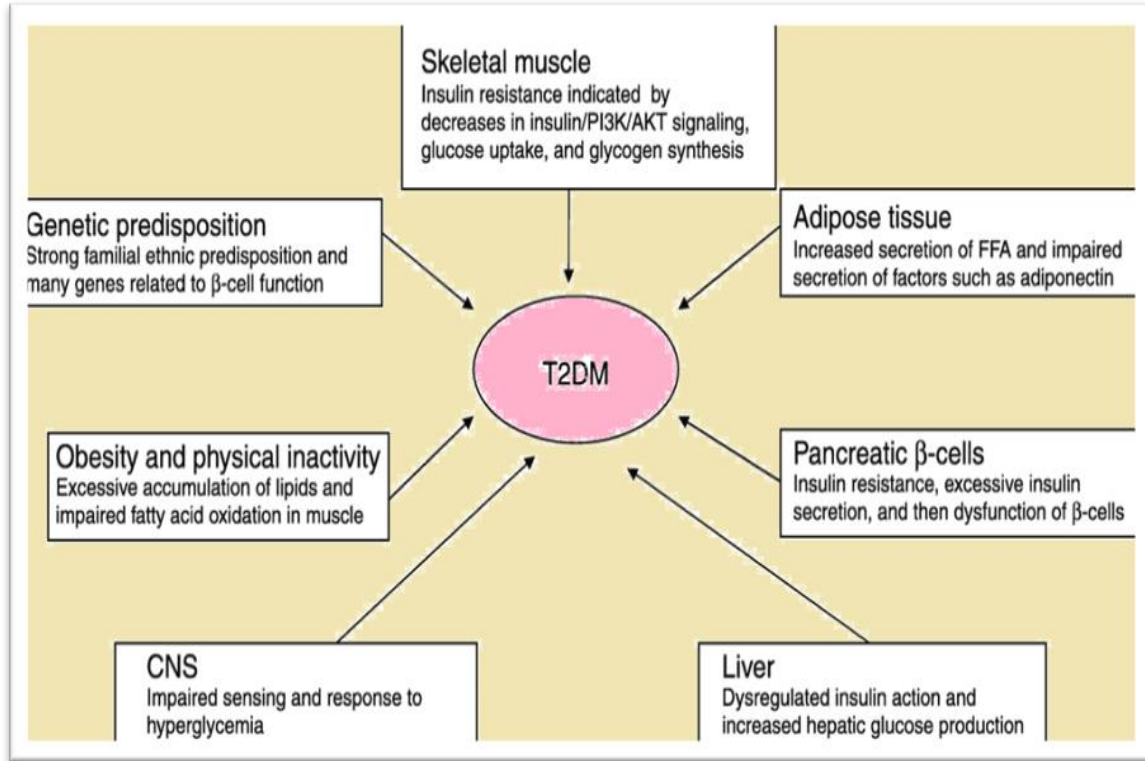 Skeletal muscle
Insulin resistance indicated by
decreases in insulin/PI3K/AKT signaling,
glucose uptake, and glycogen synthesis
Genetic predisposition
Strong familial ethnic predisposition and
many genes related to β-cell function
Adipose tissue
Increased secretion of FFA and impaired
secretion of factors such as adiponectin
T2DM
Obesity and physical inactivity
Excessive accumulation of lipids and
impaired fatty acid oxidation in muscle
Pancreatic β-cells
Insulin resistance, excessive insulin
secretion, and then dysfunction of β-cells
CNS
Impaired sensing and response to
hyperglycemia
Liver
Dysregulated insulin action and
increased hepatic glucose production